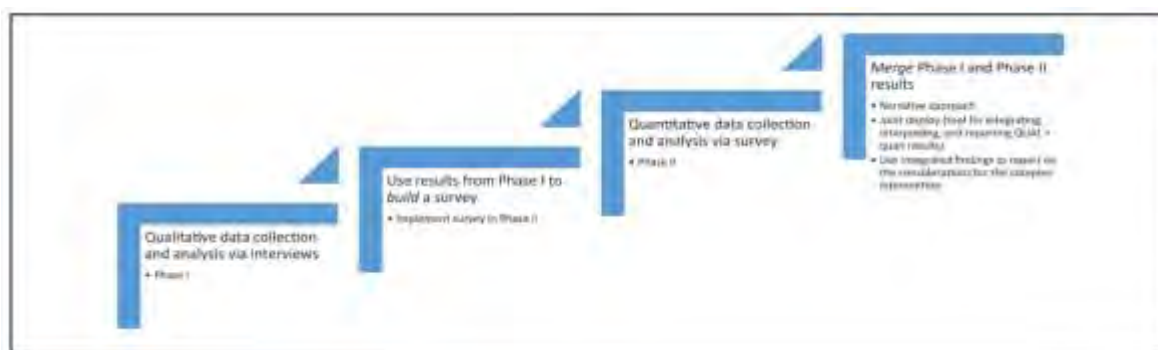 Qualitative data collection
and analysis via interviews
• Phase I
Use results from Phase I to
build a survey
• Implement survey in Phase II
Quantitative data collection
and analysis via survey
• Phase II
Merge Phase I and Phase II
results
• Narrative approach
• Joint display (tool for integrating,
interpreting, and reporting QUAL +
quan results)
• Use integrated findings to report on
the considerations for the complex
intervention